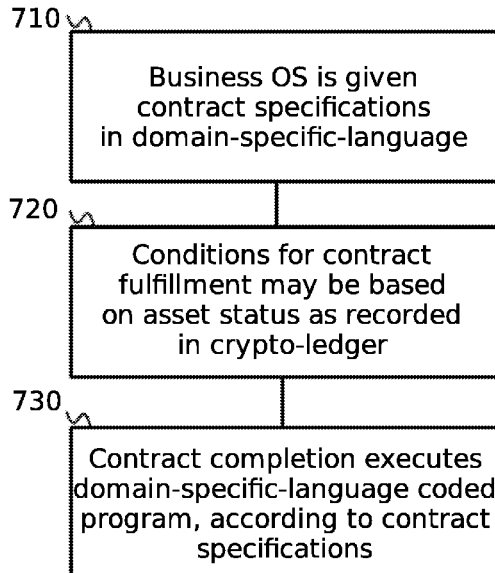 710
Business OS is given
contract specifications
in domain-specific-language
720
Conditions for contract
fulfillment may be based
on asset status as recorded
in crypto-ledger
730
Contract completion executes
domain-specific-language coded
program, according to contract
specifications